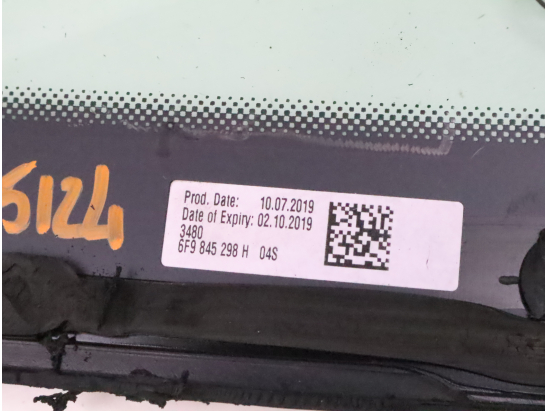 5124
Prod. Date: 10.07.2019
Date of Expiry: 02.10.2019
3480
6F9 845 298 H 04S